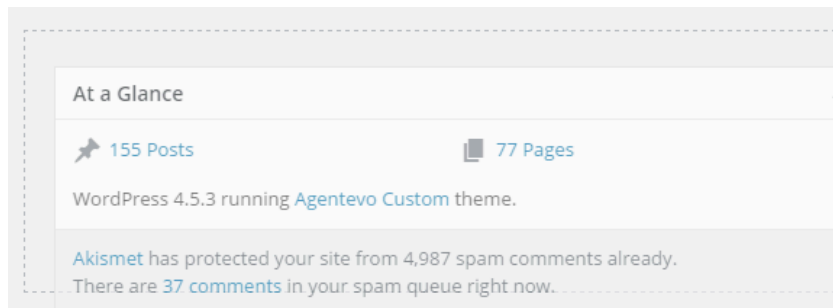 At a Glance
155 Posts
77 Pages
WordPress 4.5.3 running Agentevo Custom theme.
Akismet has protected your site from 4,987 spam comments already.
There are 37 comments in your spam queue right now.